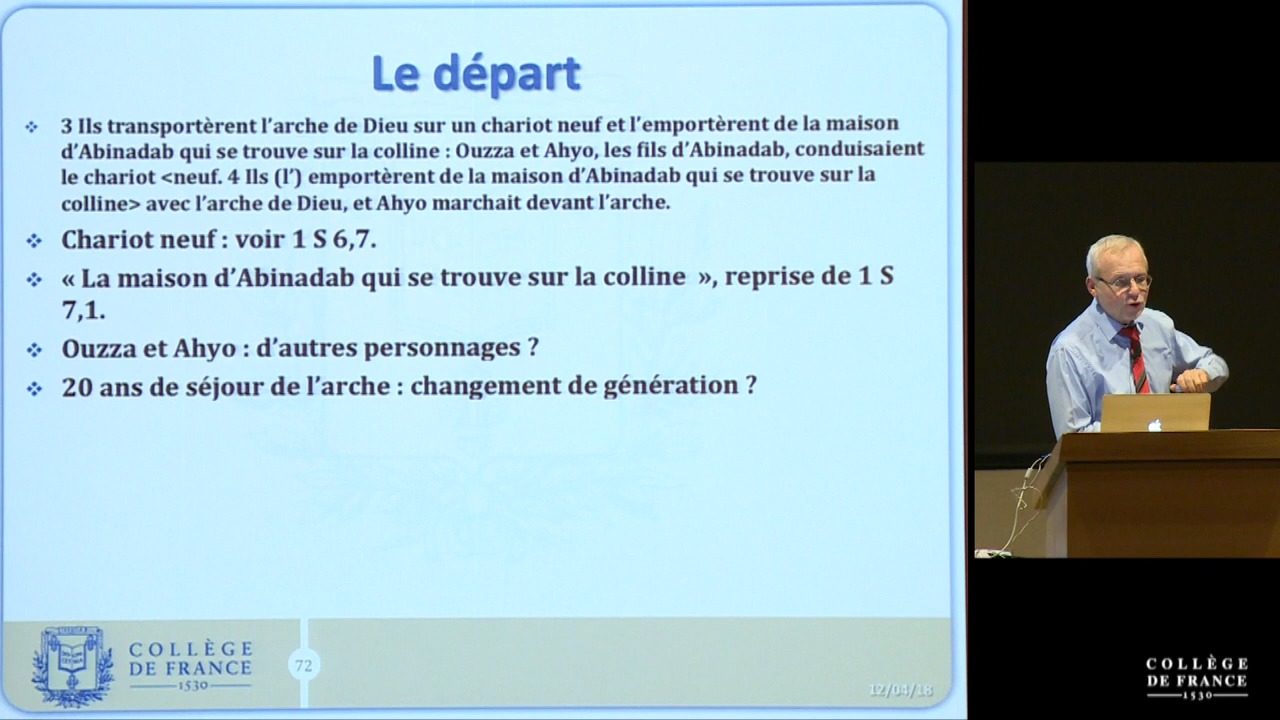 Le départ
3 Ils transportèrent l'arche de Dieu sur un chariot neuf et l'emportèrent de la maison
d'Abinadab qui se trouve sur la colline : Ouzza et Ahyo, les fils d'Abinadab, conduisaient
le chariot <neuf. 4 Ils (l') emportèrent de la maison d'Abinadab qui se trouve sur la
colline> avec l'arche de Dieu, et Ahyo marchait devant l'arche.
Chariot neuf : voir 1 S 6,7.
« La maison d'Abinadab qui se trouve sur la colline », reprise de 1 S
7,1.
Ouzza et Ahyo : d'autres personnages ?
20 ans de séjour de l'arche : changement de génération ?
COLLÈGE
DE FRANCE
1530
72
12/04/18
COLLÈGE
DE FRANCE
1530